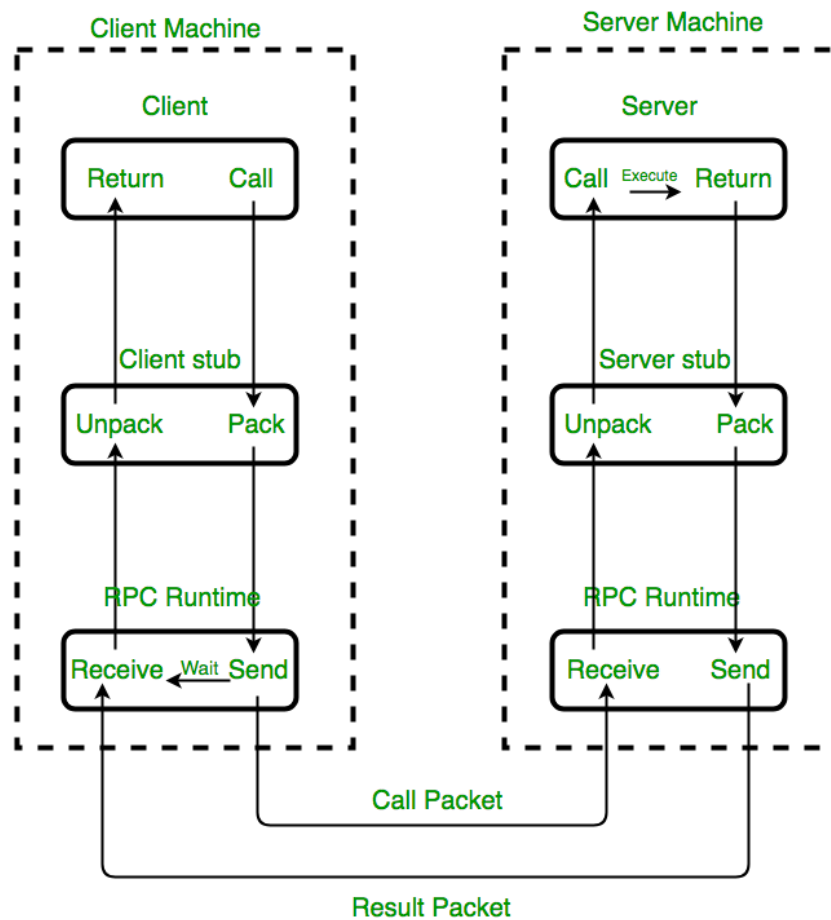 Client Machine
Server Machine
Client
Server
Return Call
Call Execute Return
Client stub
Server stub
Unpack Pack
Unpack Pack
RPC Runtime
RPC Runtime
Receive Wait Send
Receive Send
Call Packet
Result Packet